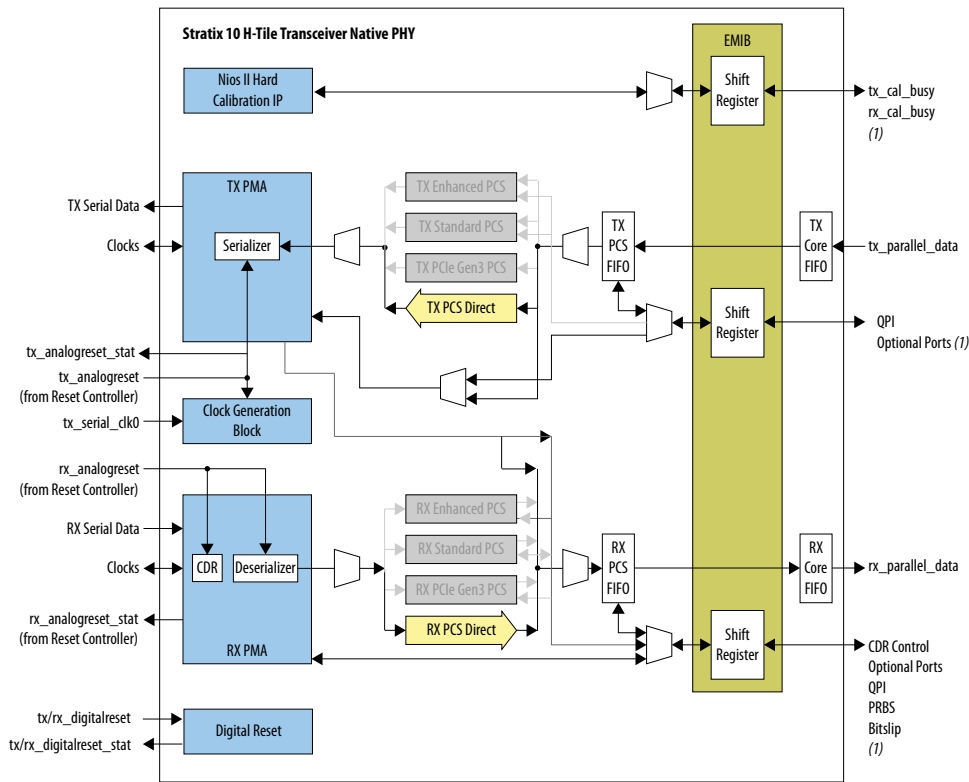 Stratix 10 H-Tile Transceiver Native PHY
EMIB
Nios II Hard
Calibration IP
Shift
Register
tx_cal_busy
rx_cal_busy
(1)
TX PMA
TX Serial Data
Clocks
Serializer
TX Enhanced PCS
TX Standard PCS
TX PCIe Gen3 PCS
TX PCS Direct
TX
PCS
FIFO
TX
Core
FIFO
tx_parallel_data
Shift
Register
QPI
Optional Ports (1)
tx_analogreset_stat
tx_analogreset
(from Reset Controller)
tx_serial_clk0
Clock Generation
Block
rx_analogreset
(from Reset Controller)
RX Serial Data
Clocks
CDR
Deserializer
rx_analogreset_stat
(from Reset Controller)
RX PMA
RX Enhanced PCS
RX Standard PCS
RX PCIe Gen3 PCS
RX PCS Direct
RX
PCS
FIFO
RX
Core
FIFO
rx_parallel_data
Shift
Register
CDR Control
Optional Ports
QPI
PRBS
Bitslip
(1)
tx/rx_digitalreset
tx/rx_digitalreset_stat
Digital Reset